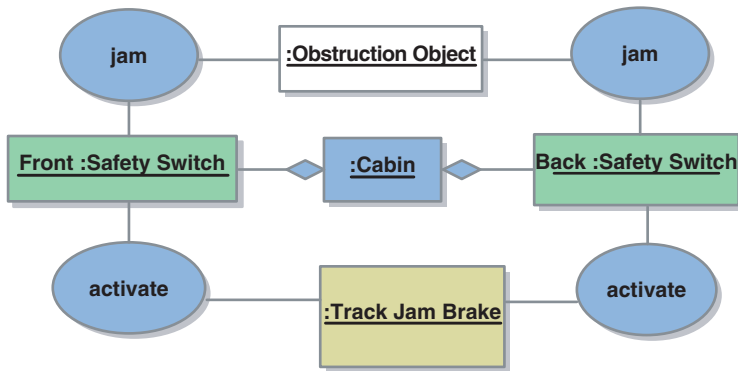 jam
:Obstruction Object
jam
Front :Safety Switch
:Cabin
Back :Safety Switch
activate
:Track Jam Brake
activate